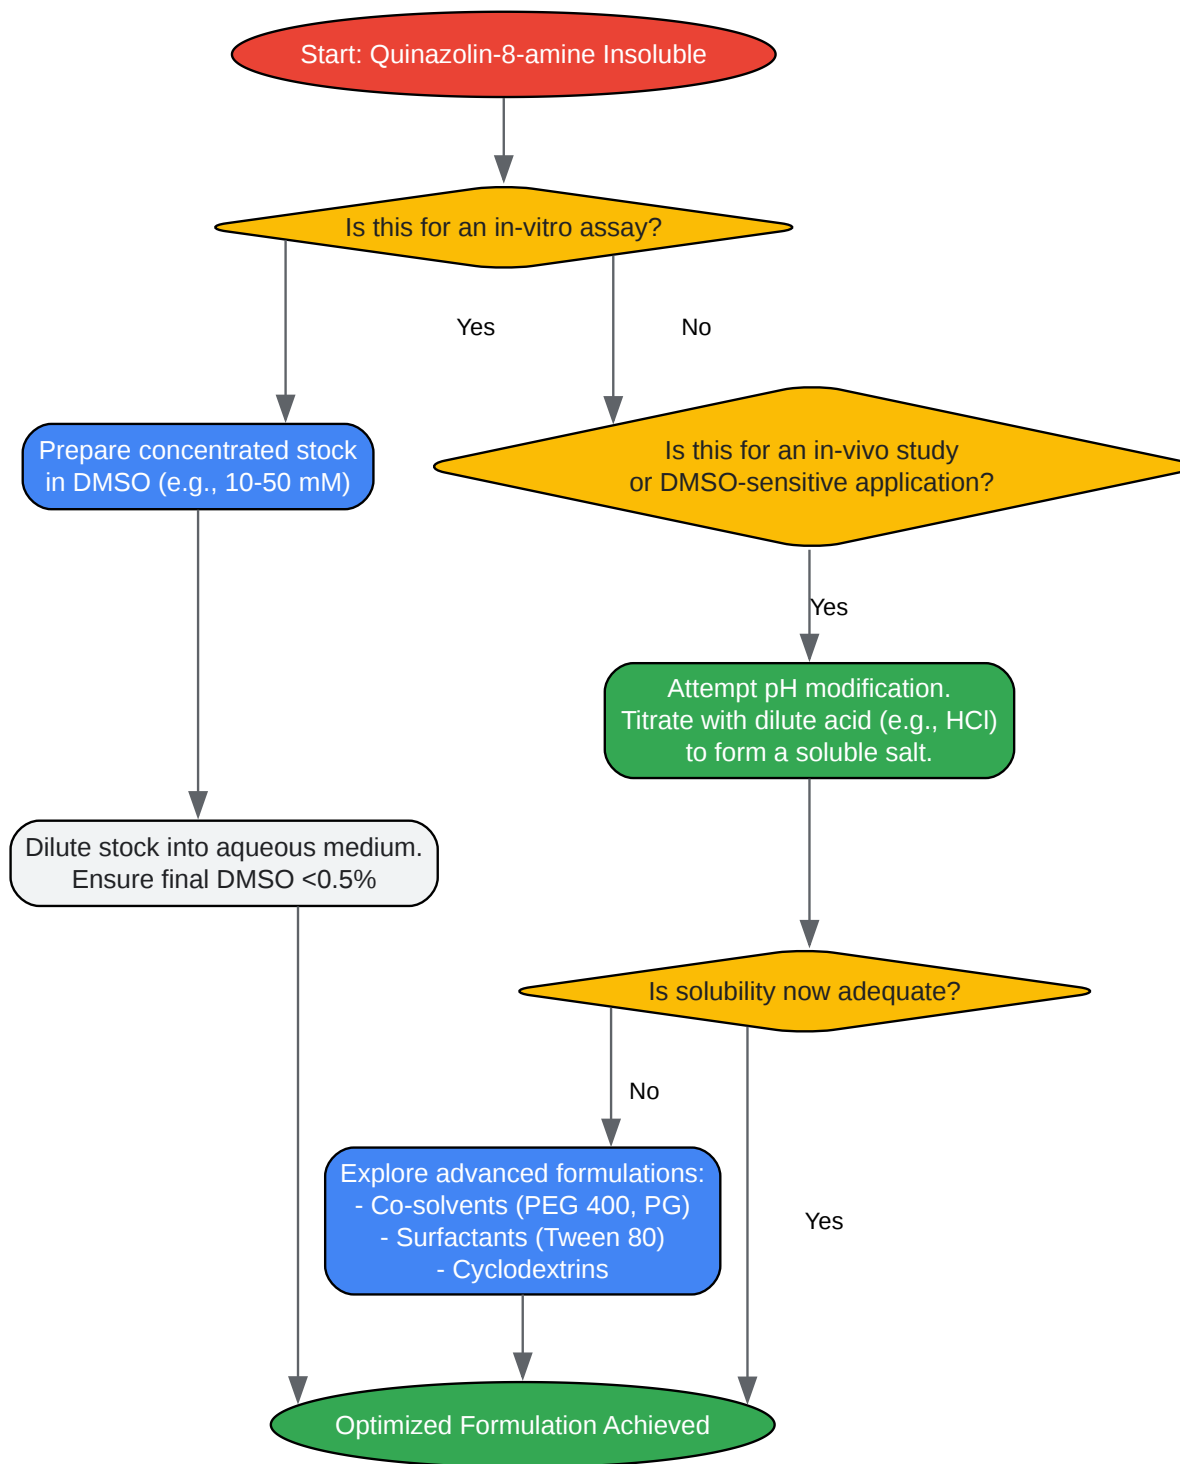 Start: Quinazolin-8-amine Insoluble
Is this for an in-vitro assay?
Yes
No
Prepare concentrated stock
in DMSO (e.g., 10-50 mM)
Is this for an in-vivo study
or DMSO-sensitive application?
Yes
Attempt pH modification.
Titrate with dilute acid (e.g., HCl)
to form a soluble salt.
Dilute stock into aqueous medium.
Ensure final DMSO <0.5%
Is solubility now adequate?
No
Explore advanced formulations:
- Co-solvents (PEG 400, PG)
- Surfactants (Tween 80)
- Cyclodextrins
Yes
Optimized Formulation Achieved